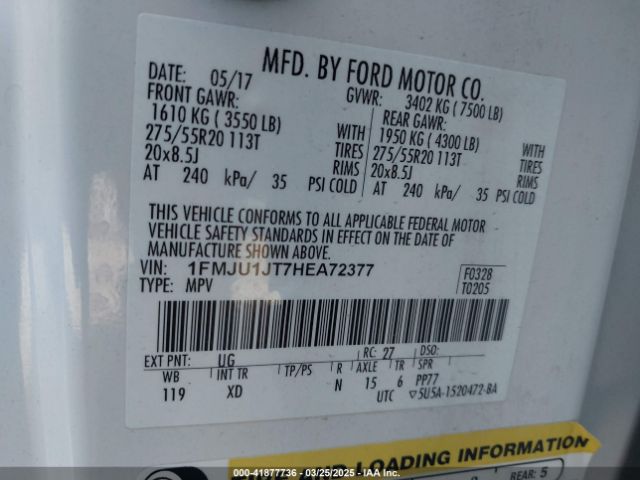 MFD. BY FORD MOTOR CO.
DATE: 05/17 GVWR: 3402 KG ( 7500 LB)
FRONT GAWR: REAR GAWR:
1610 KG ( 3550 LB) WITH 1950 KG ( 4300 LB) WITH
275/55R20 113T TIRES 275/55R20 113T TIRES
20x8.5J RIMS 20x8.5J RIMS
AT 240 kPa/ 35 PSI COLD AT 240 kPa/ 35 PSI COLD
THIS VEHICLE CONFORMS TO ALL APPLICABLE FEDERAL MOTOR
VEHICLE SAFETY STANDARDS IN EFFECT ON THE DATE OF
MANUFACTURE SHOWN ABOVE.
VIN: 1FMJU1JT7HEA72377 F0328
TYPE: MPV T0205
EXT PNT: UG RC: 27 DSO:
WB INT TR TP/PS R AXLE TR SPR
119 XD N 15 6 PP77
UTC ▽5U5A-1520472-BA
AND LOADING INFORMATION
REAR: 5
00-41877736 — 03/25/2025 — IAAI.COM